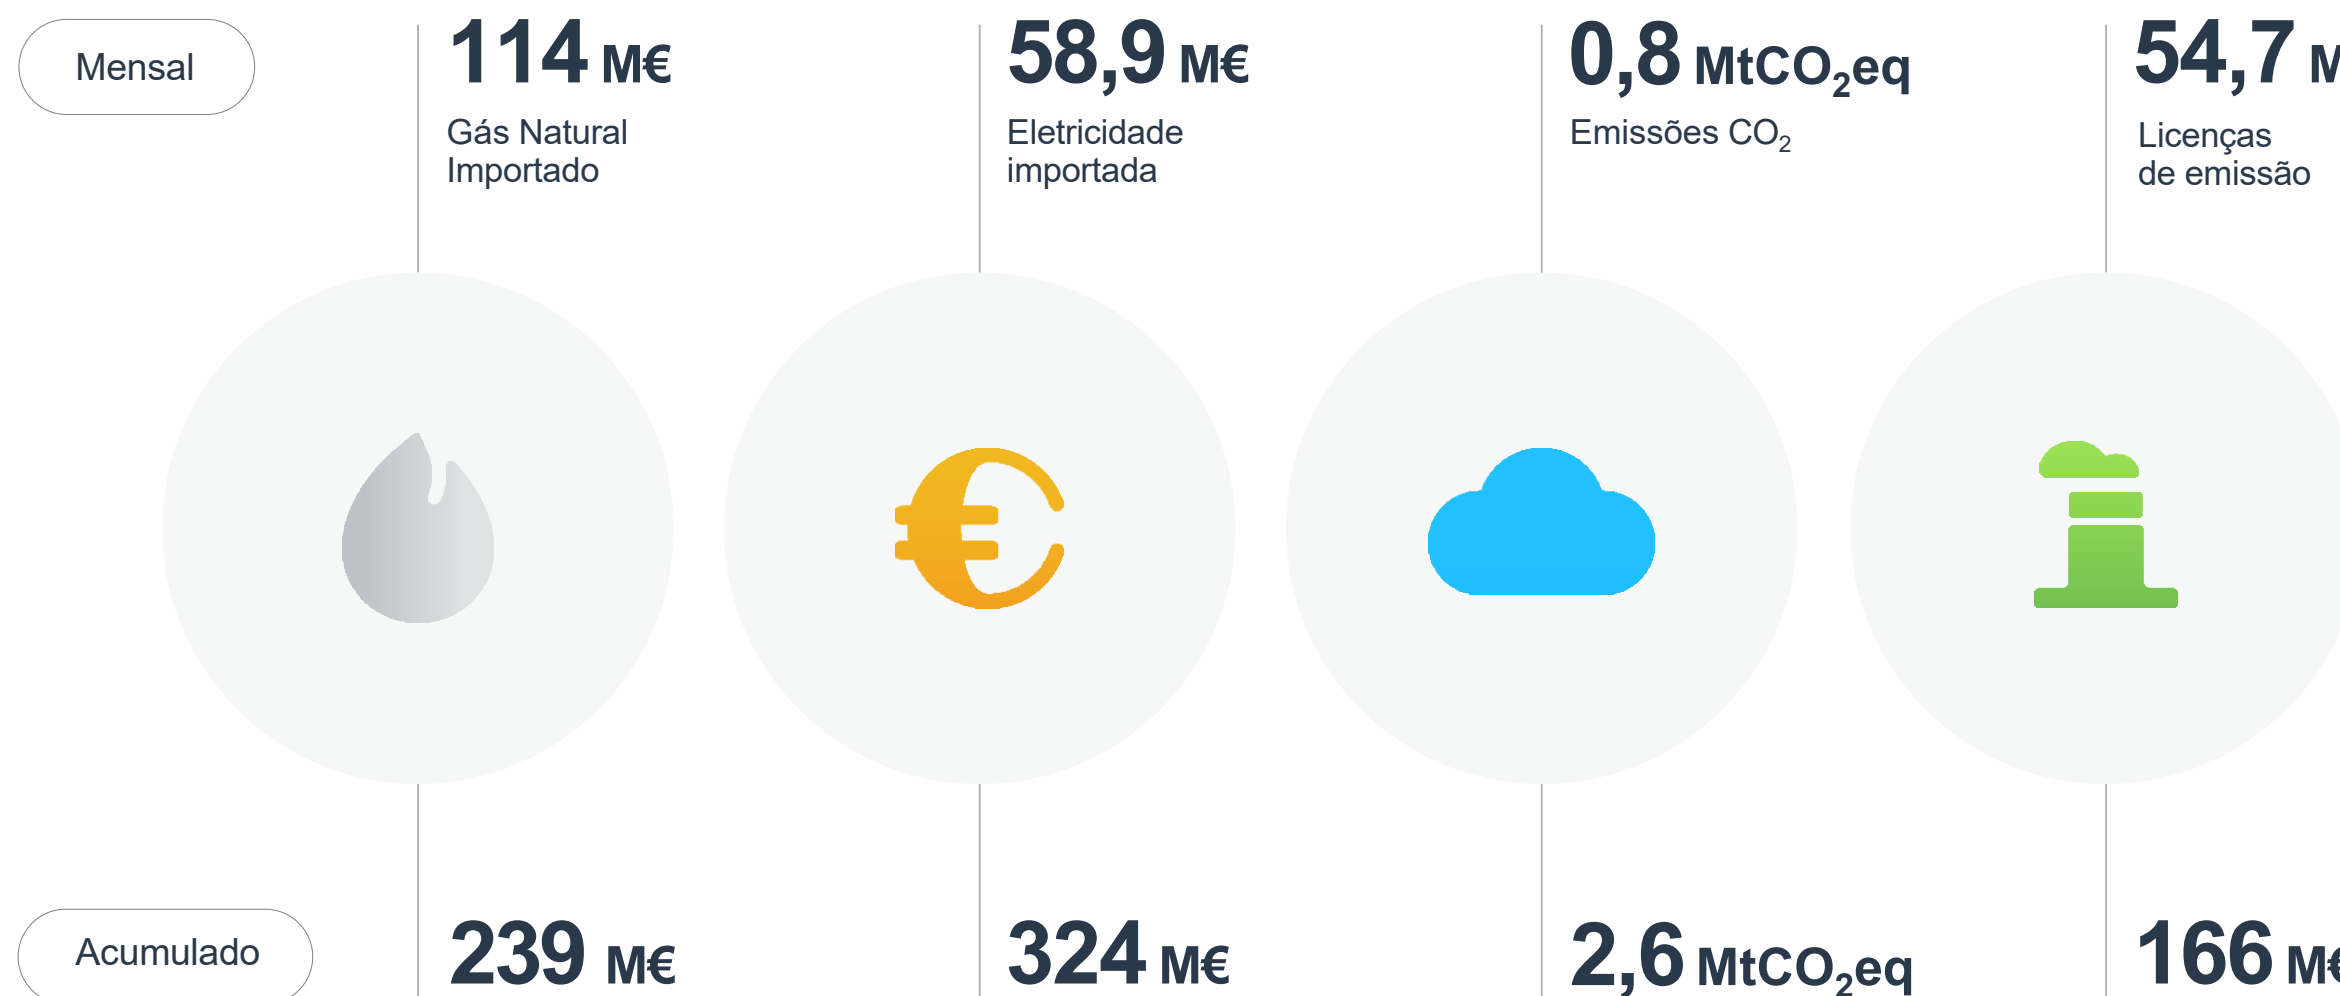 Mensal
114 M€
Gás Natural
Importado
58,9 M€
Eletricidade
importada
0,8 MtCO₂eq
Emissões CO₂
54,7 M
Licenças
de emissão
Acumulado
239 M€
324 M€
2,6 MtCO₂eq
166 M€